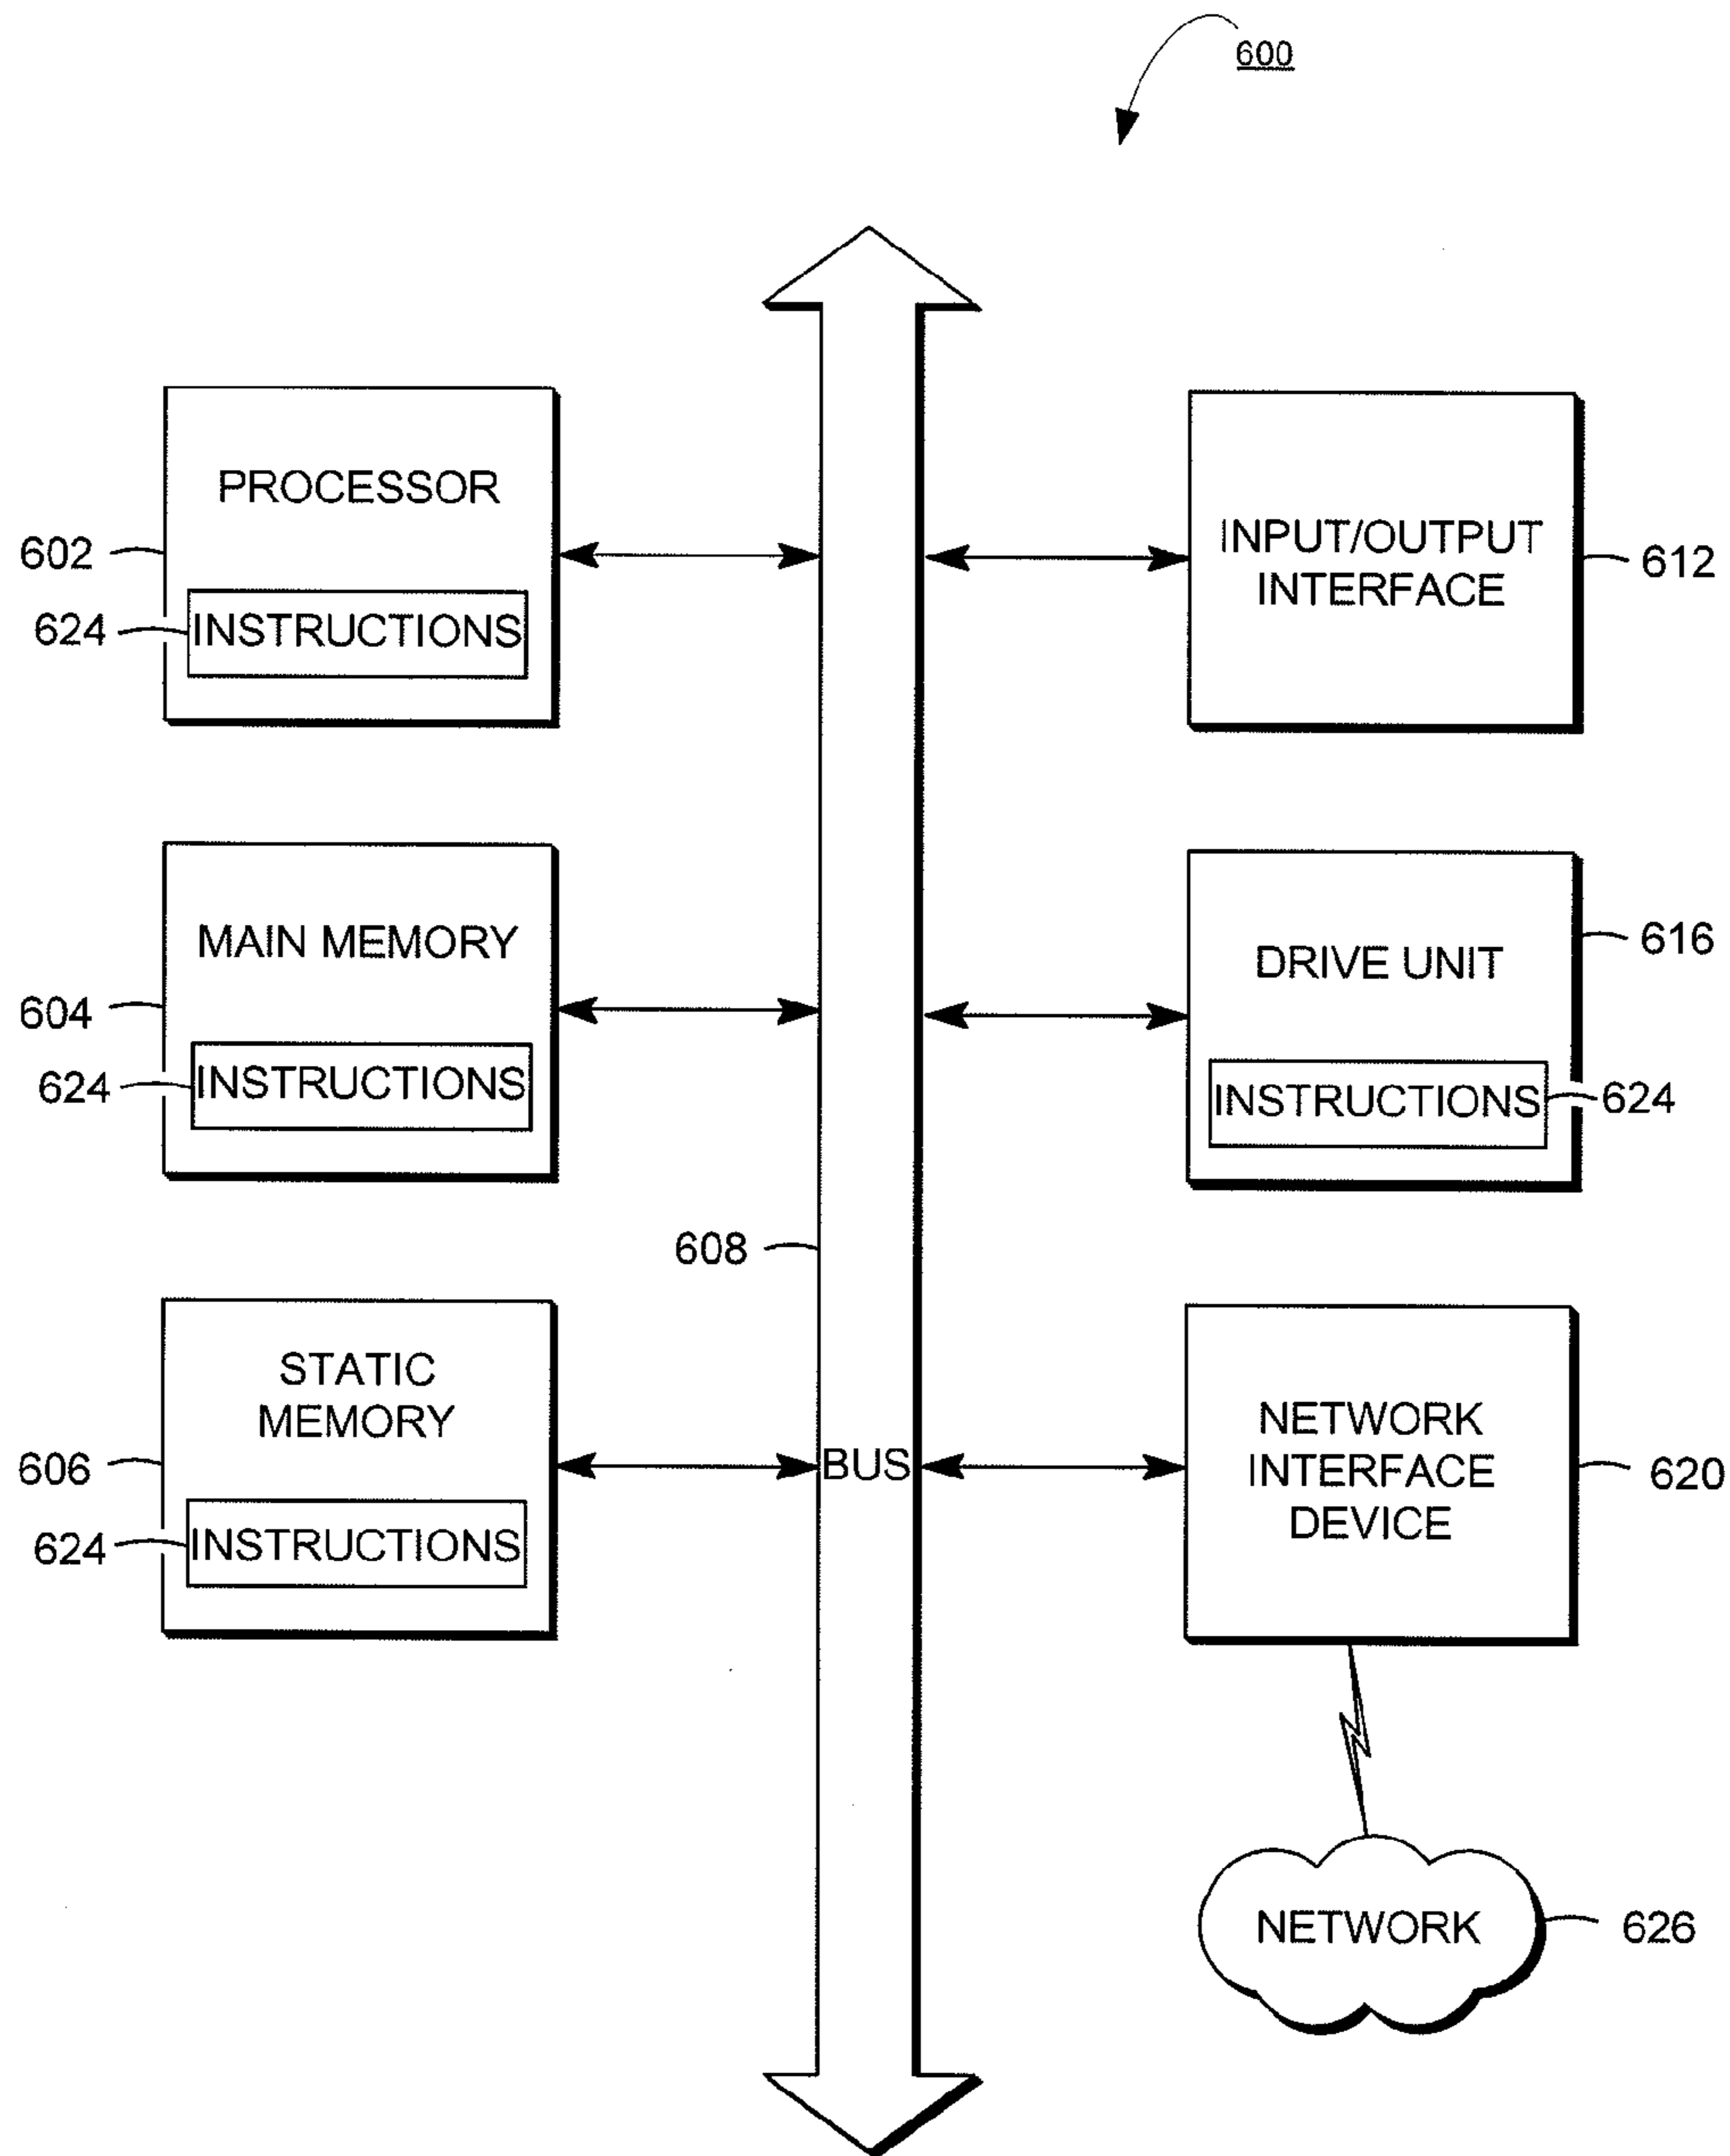 600
PROCESSOR
602
624
INSTRUCTIONS
MAIN MEMORY
604
624
INSTRUCTIONS
608
STATIC
MEMORY
606
624
INSTRUCTIONS
BUS
INPUT/OUTPUT
INTERFACE
612
DRIVE UNIT
616
INSTRUCTIONS
624
NETWORK
INTERFACE
DEVICE
620
NETWORK
626